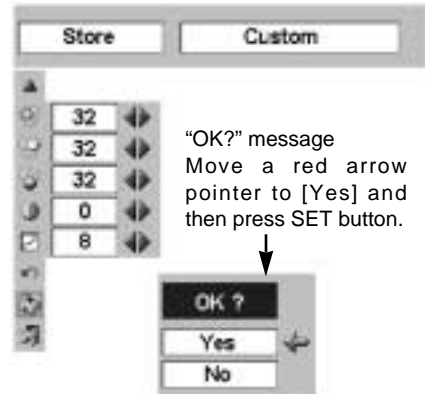 Store Custom
32
32
32
0
8
“OK?” message
Move a red arrow
pointer to [Yes] and
then press SET button.
OK ?
Yes
No